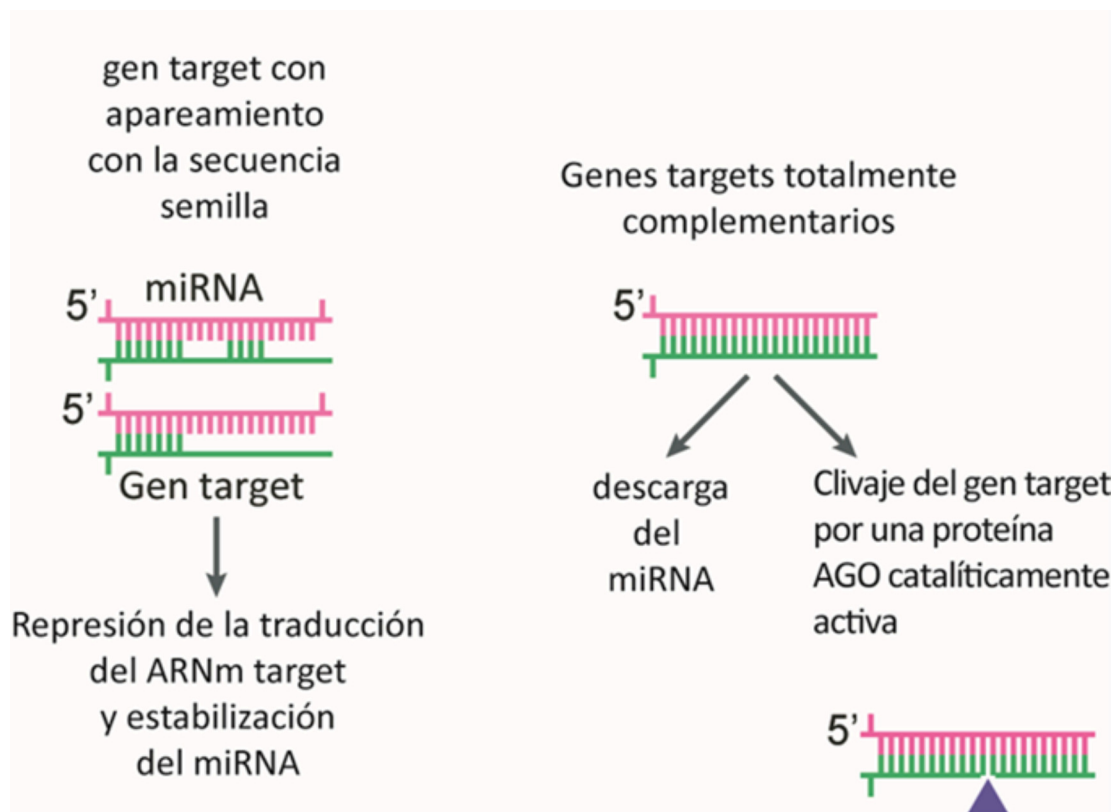 gen target con
apareamiento
con la secuencia
semilla
5’ miRNA
5’
Gen target
Represión de la traducción
del ARNm target
y estabilización
del miRNA
Genes targets totalmente
complementarios
5’
descarga
del
miRNA
Clivaje del gen target
por una proteína
AGO catalíticamente
activa
5’